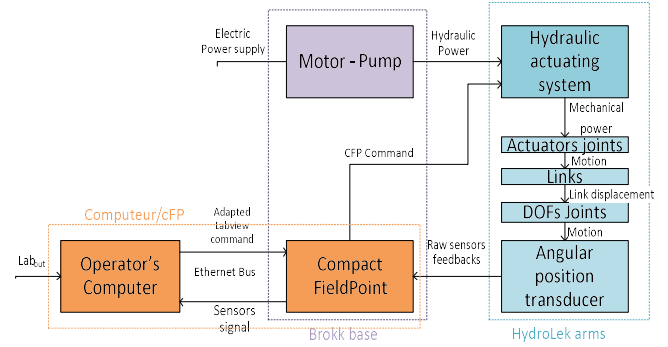 Electric
Power supply
Motor - Pump
Hydraulic
Power
Hydraulic
actuating
system
Mechanical
power
CFP Command
Actuators joints
Motion
Links
Link displacement
DOFs Joints
Motion
Computeur/cFP
Adapted
Labview
command
Lab out
Operator's
Computer
Ethernet Bus
Sensors
signal
Compact
FieldPoint
Raw sensors
feedbacks
Angular
position
transducer
Brokk base
HydroLek arms